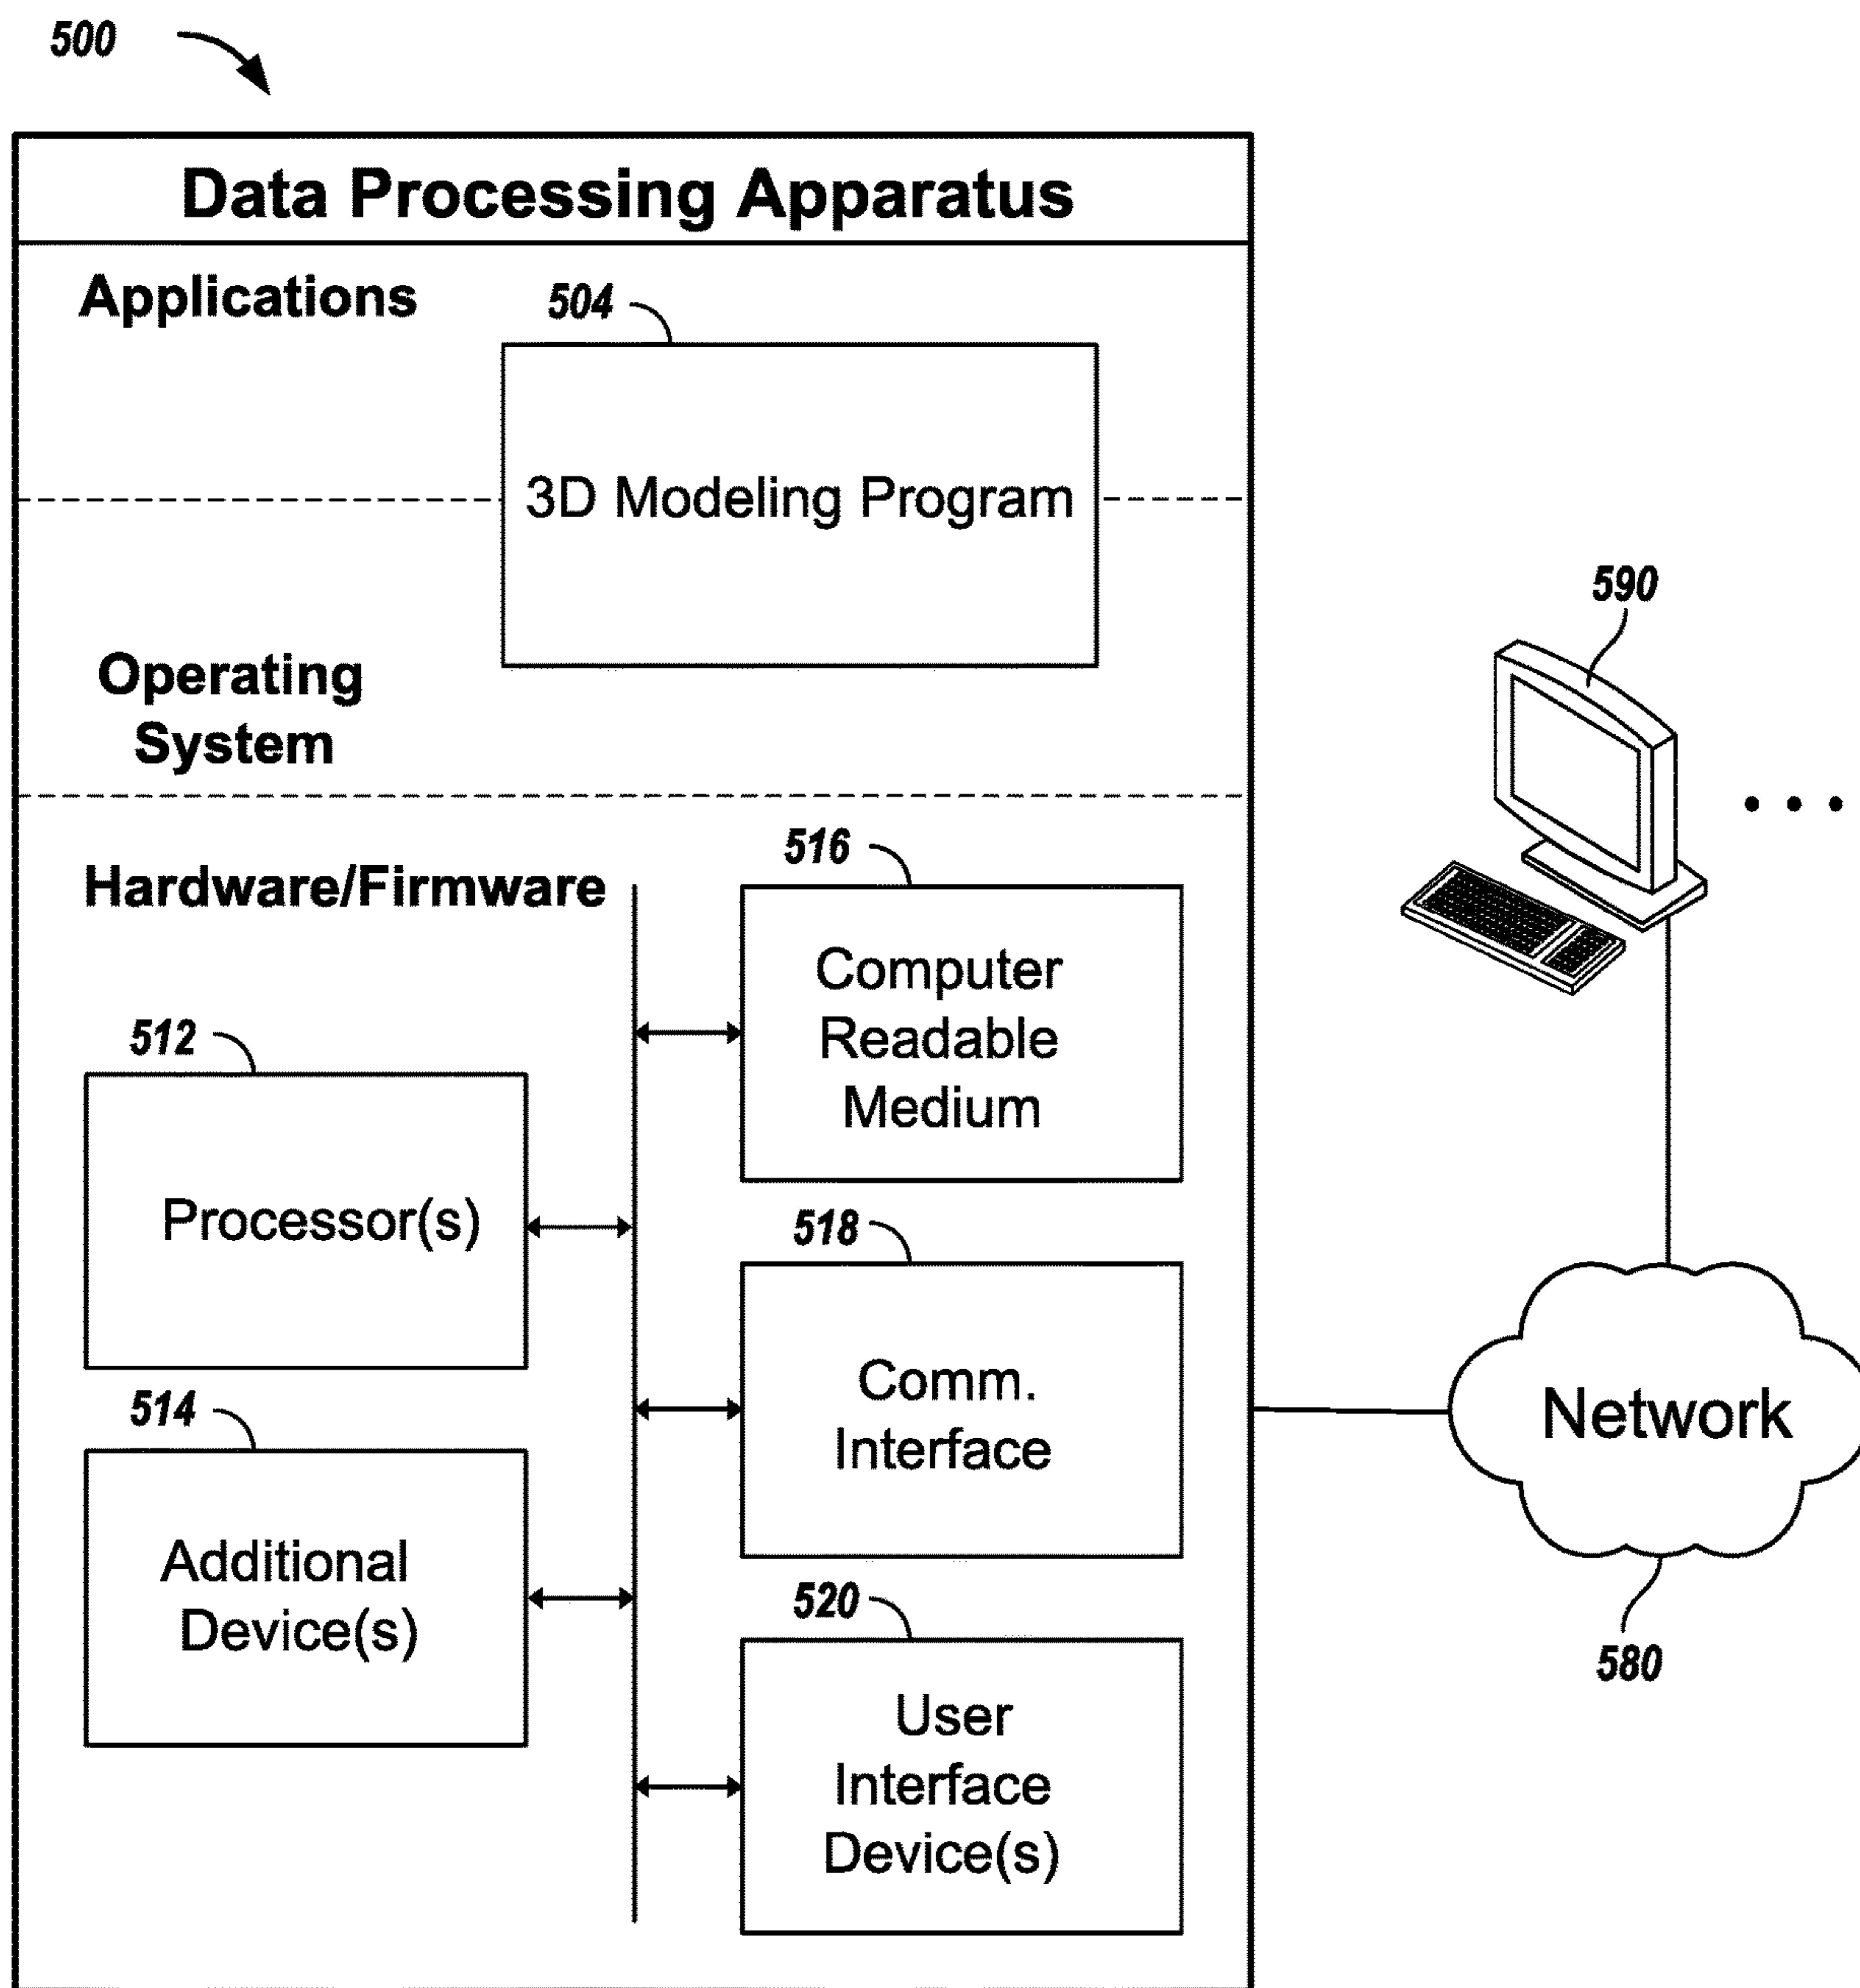 500
Data Processing Apparatus
Applications
504
3D Modeling Program
Operating
System
590
Hardware/Firmware
516
Computer
Readable
Medium
512
Processor(s)
518
Comm.
Interface
514
Additional
Device(s)
520
User
Interface
Device(s)
Network
580